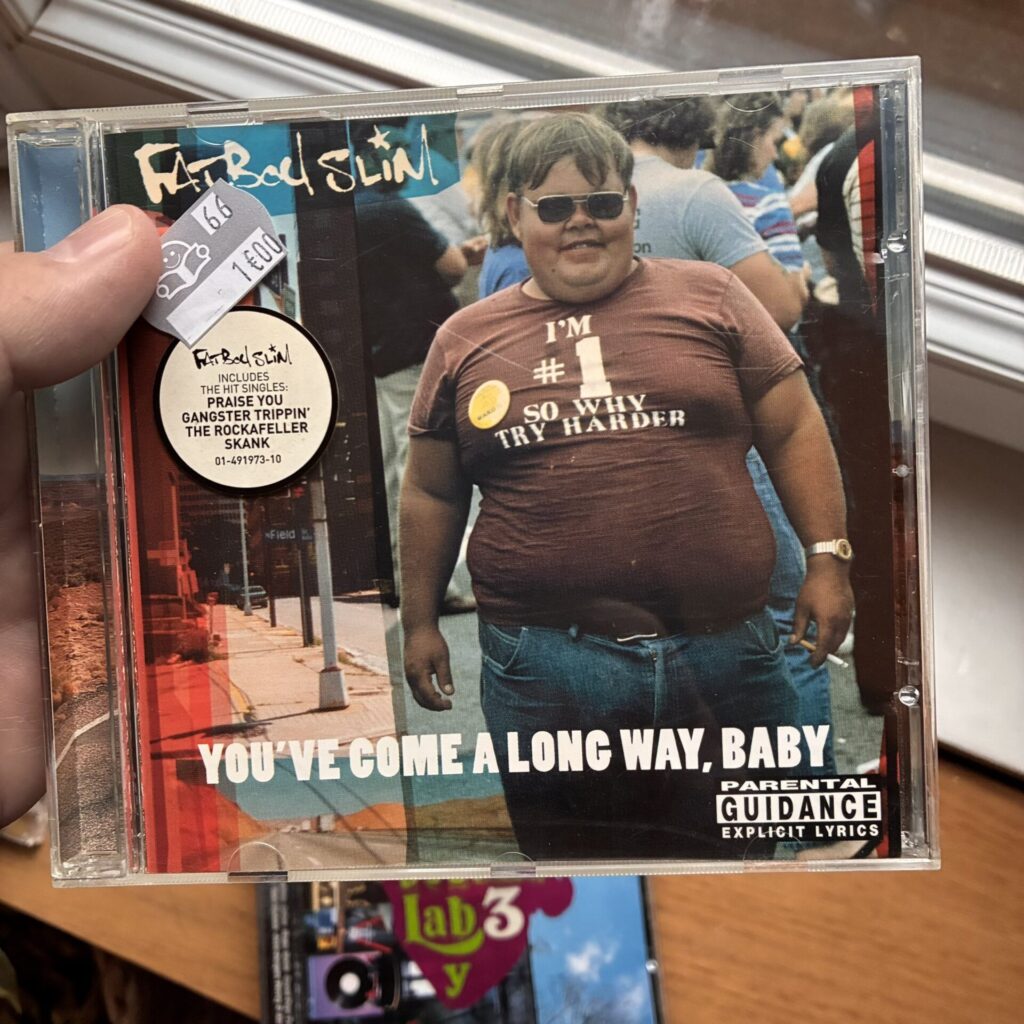 FATBOY SLIM
66
1€00
FATBOY SLIM
INCLUDES
THE HIT SINGLES:
PRAISE YOU
GANGSTER TRIPPIN'
THE ROCKAFELLER
SKANK
01-491973-10
I'M
#1
SO WHY
TRY HARDER
Field
YOU'VE COME A LONG WAY, BABY
PARENTAL
GUIDANCE
EXPLICIT LYRICS
Lab 3
y